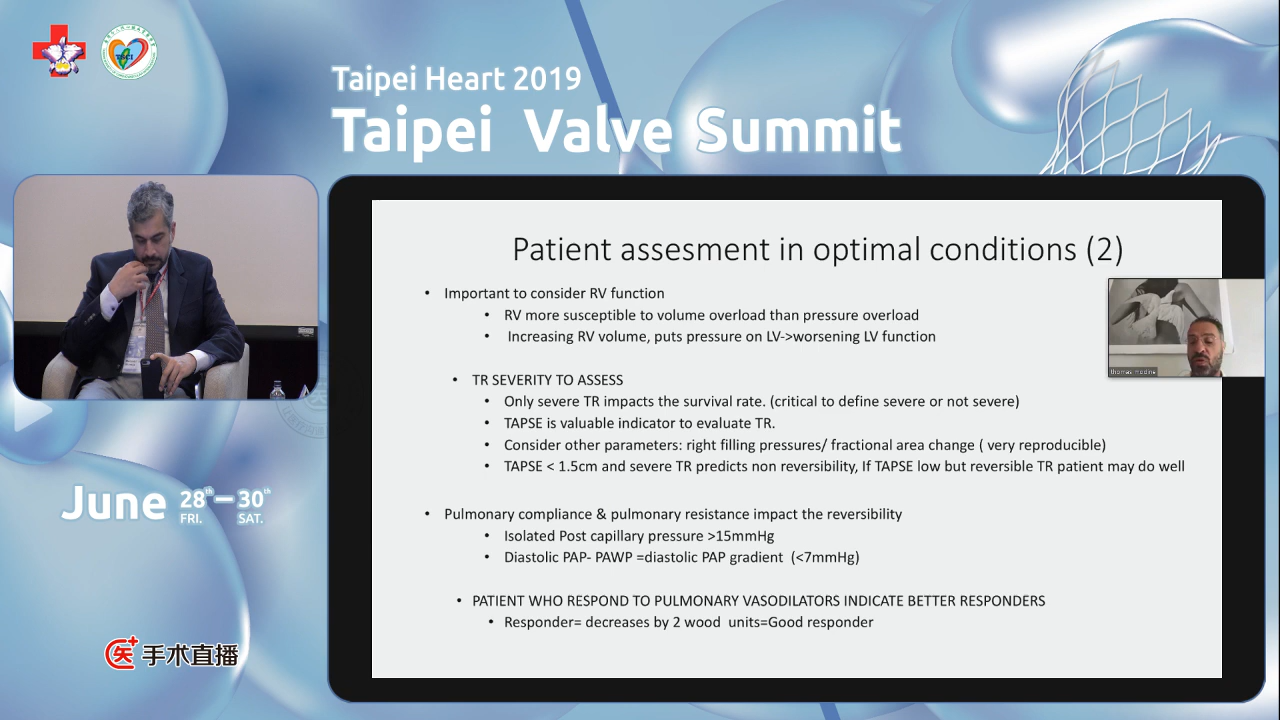 Taipei Heart 2019
Taipei Valve Summit
Patient assesment in optimal conditions (2)
• Important to consider RV function
• RV more susceptible to volume overload than pressure overload
• Increasing RV volume, puts pressure on LV->worsening LV function
• TR SEVERITY TO ASSESS
• Only severe TR impacts the survival rate. (critical to define severe or not severe)
• TAPSE is valuable indicator to evaluate TR.
• Consider other parameters: right filling pressures/ fractional area change ( very reproducible)
• TAPSE < 1.5cm and severe TR predicts non reversibility, If TAPSE low but reversible TR patient may do well
• Pulmonary compliance & pulmonary resistance impact the reversibility
• Isolated Post capillary pressure >15mmHg
• Diastolic PAP- PAWP =diastolic PAP gradient (<7mmHg)
• PATIENT WHO RESPOND TO PULMONARY VASODILATORS INDICATE BETTER RESPONDERS
• Responder= decreases by 2 wood units=Good responder
thomas modine
June 28th–30th
FRI. SAT.
医 手术直播